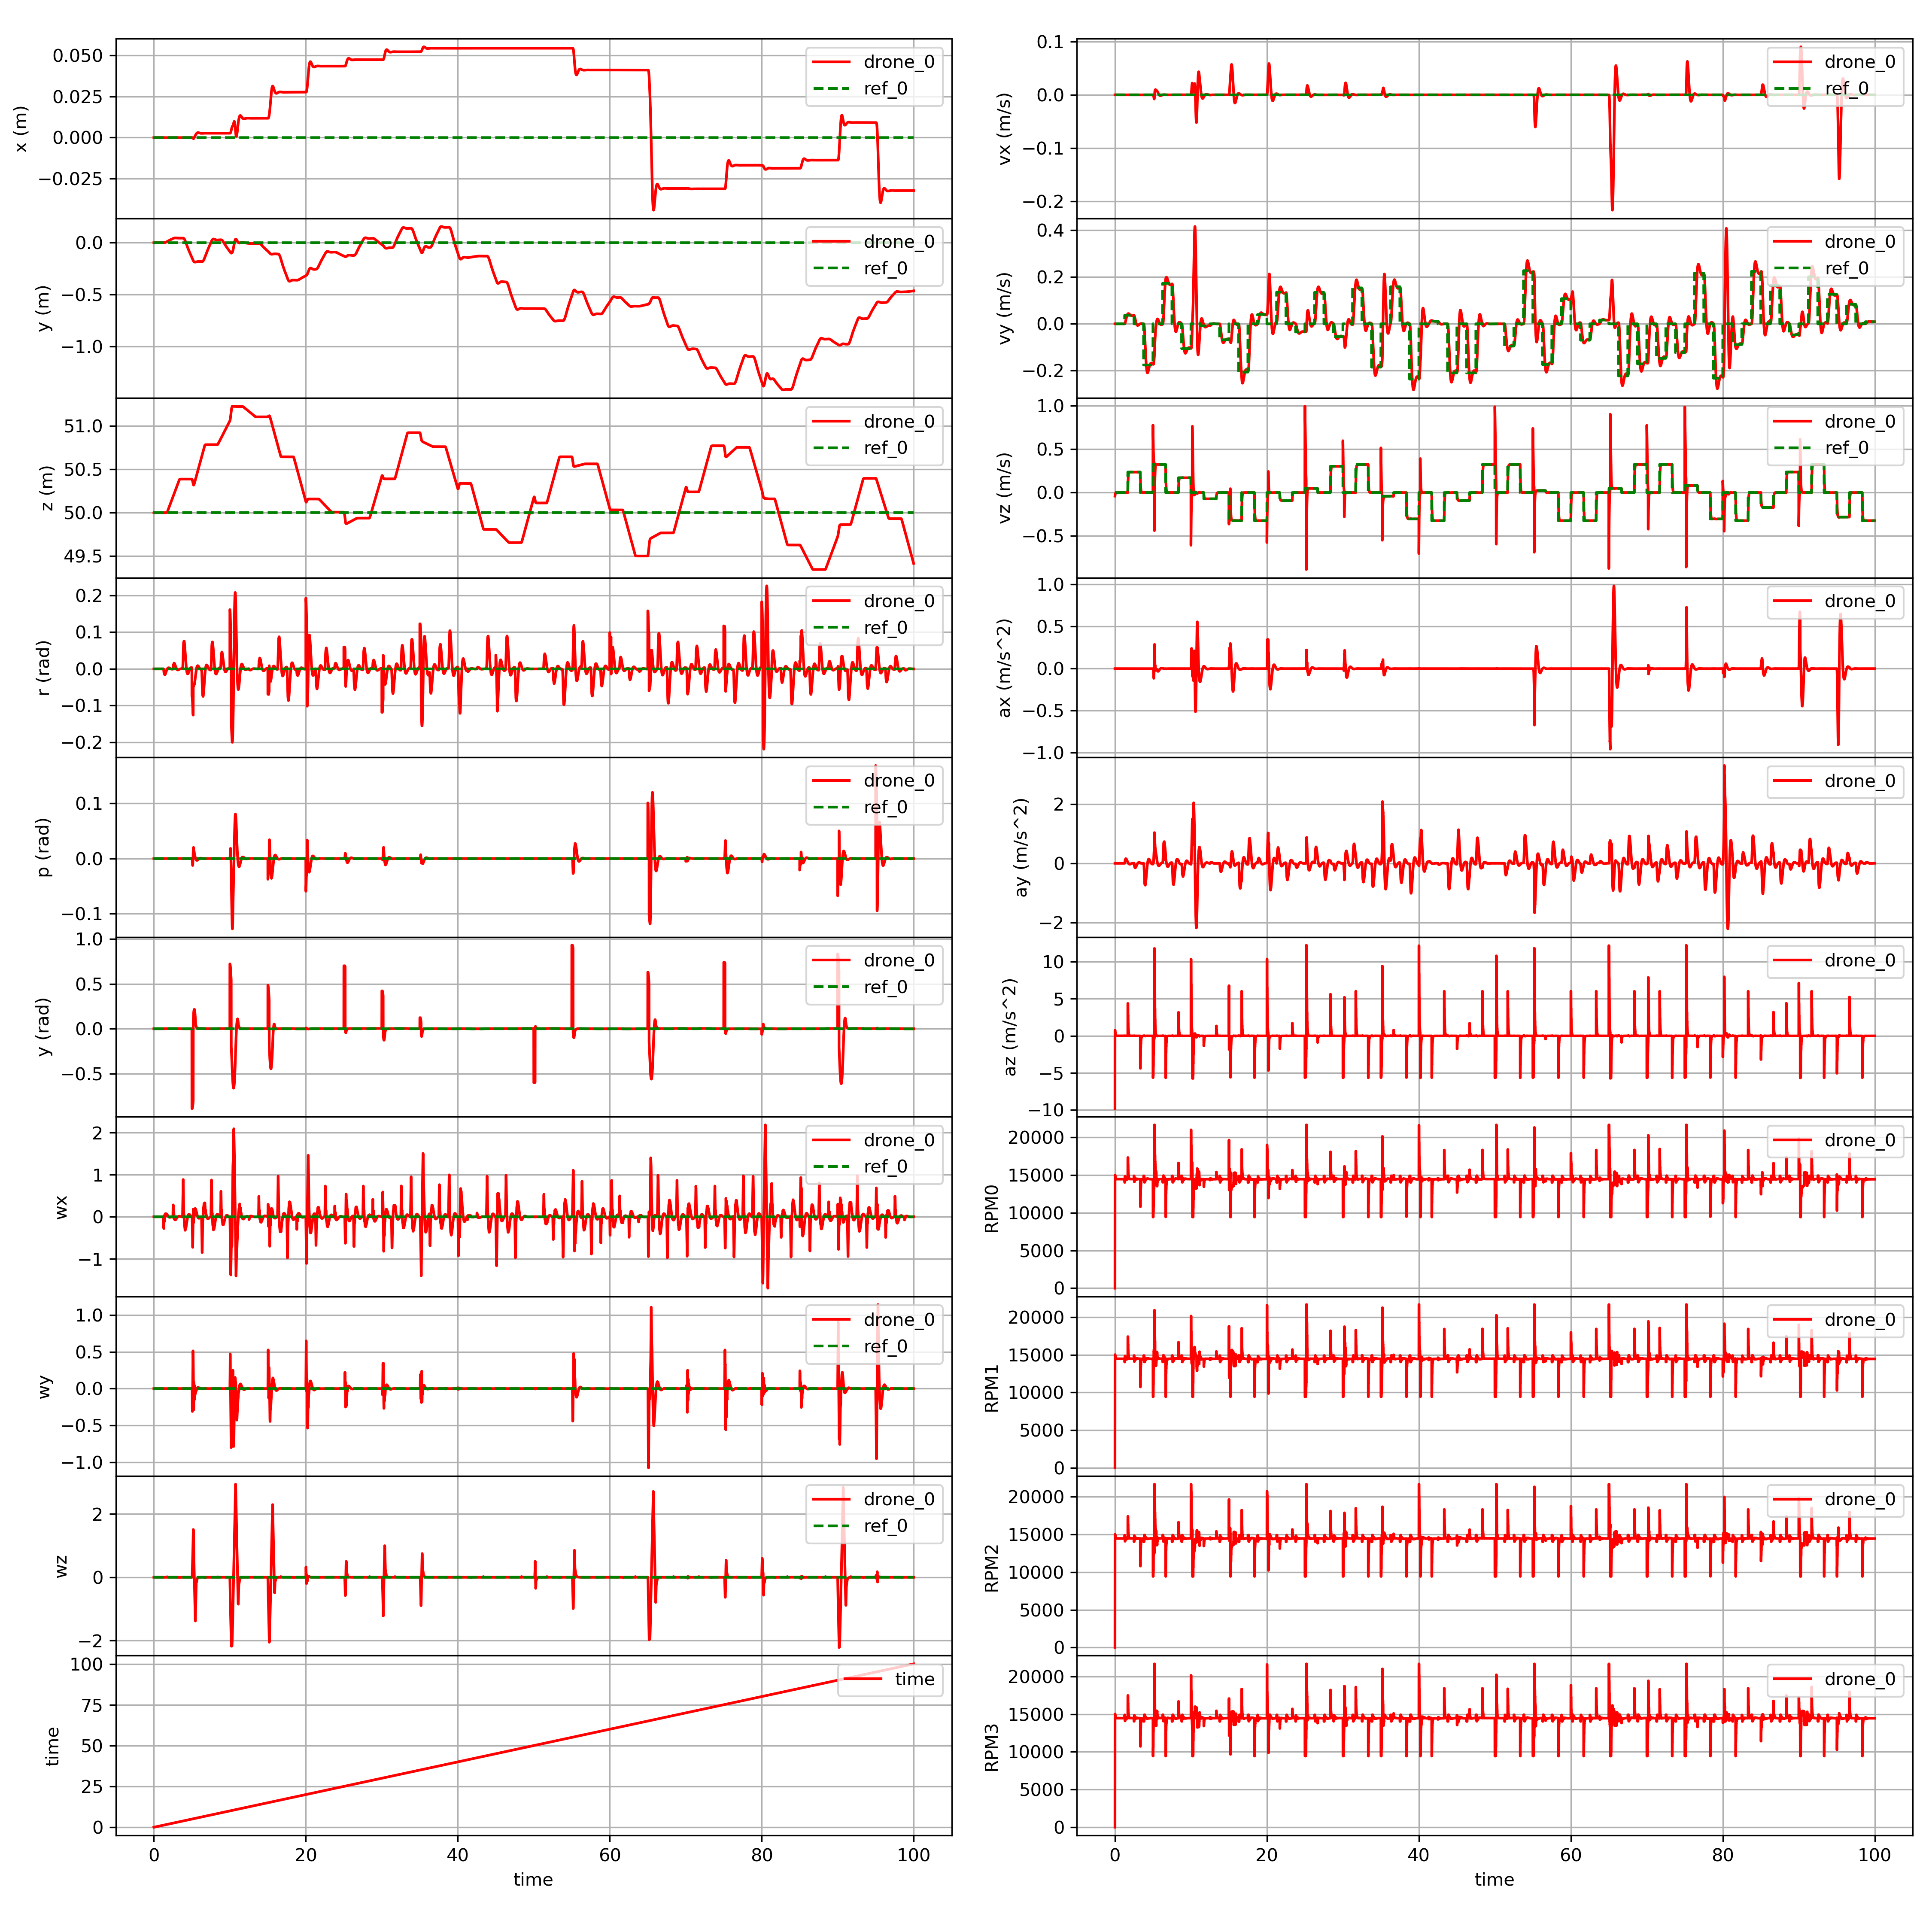 x (m)
0.050
0.025
0.000
−0.025
drone_0
ref_0
y (m)
0.0
−0.5
−1.0
drone_0
ref_0
z (m)
51.0
50.5
50.0
49.5
drone_0
ref_0
r (rad)
0.2
0.1
0.0
−0.1
−0.2
drone_0
ref_0
p (rad)
0.1
0.0
−0.1
drone_0
ref_0
y (rad)
1.0
0.5
0.0
−0.5
drone_0
ref_0
wx
2
1
0
−1
drone_0
ref_0
wy
1.0
0.5
0.0
−0.5
−1.0
drone_0
ref_0
wz
2
0
−2
drone_0
ref_0
time
100
75
50
25
0
time
0 20 40 60 80 100
time
vx (m/s)
0.1
0.0
−0.1
−0.2
drone_0
ref_0
vy (m/s)
0.4
0.2
0.0
−0.2
drone_0
ref_0
vz (m/s)
1.0
0.5
0.0
−0.5
drone_0
ref_0
ax (m/s^2)
1.0
0.5
0.0
−0.5
−1.0
drone_0
ay (m/s^2)
2
0
−2
drone_0
az (m/s^2)
10
5
0
−5
−10
drone_0
RPM0
20000
15000
10000
5000
0
drone_0
RPM1
20000
15000
10000
5000
0
drone_0
RPM2
20000
15000
10000
5000
0
drone_0
RPM3
20000
15000
10000
5000
0
drone_0
0 20 40 60 80 100
time